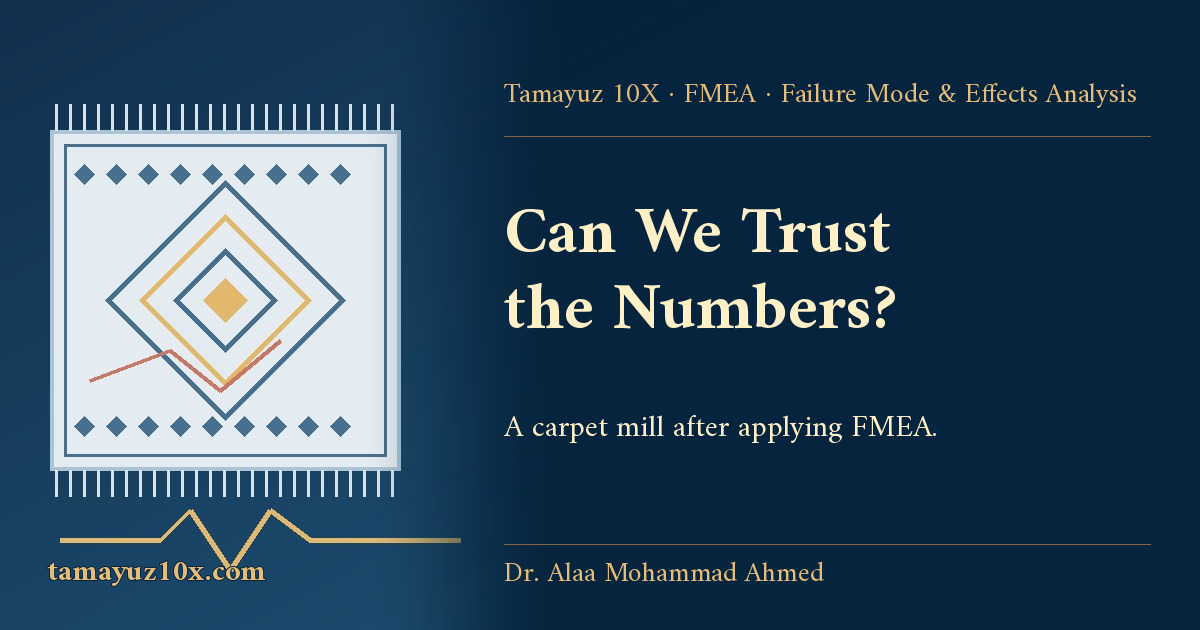 Tamayuz 10X · FMEA · Failure Mode & Effects Analysis
Can We Trust
the Numbers?
A carpet mill after applying FMEA.
tamayuz10x.com
Dr. Alaa Mohammad Ahmed